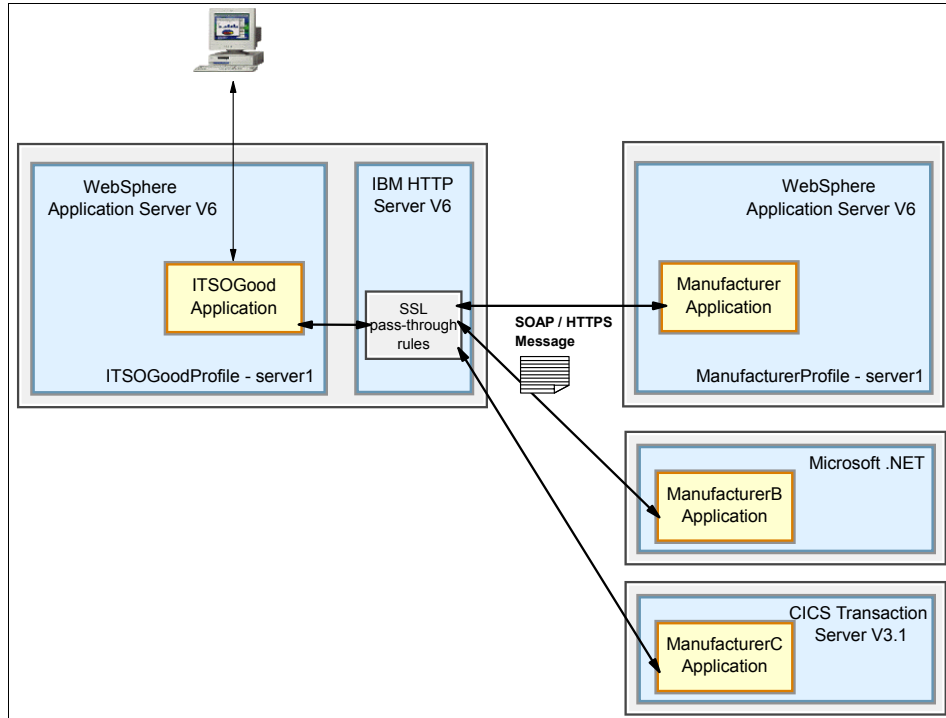 WebSphere
Application Server V6
ITSOGood
Application
ITSOGoodProfile - server1
IBM HTTP
Server V6
SSL
pass-through
rules
SOAP / HTTPS
Message
WebSphere
Application Server V6
Manufacturer
Application
ManufacturerProfile - server1
Microsoft .NET
ManufacturerB
Application
CICS Transaction
Server V3.1
ManufacturerC
Application